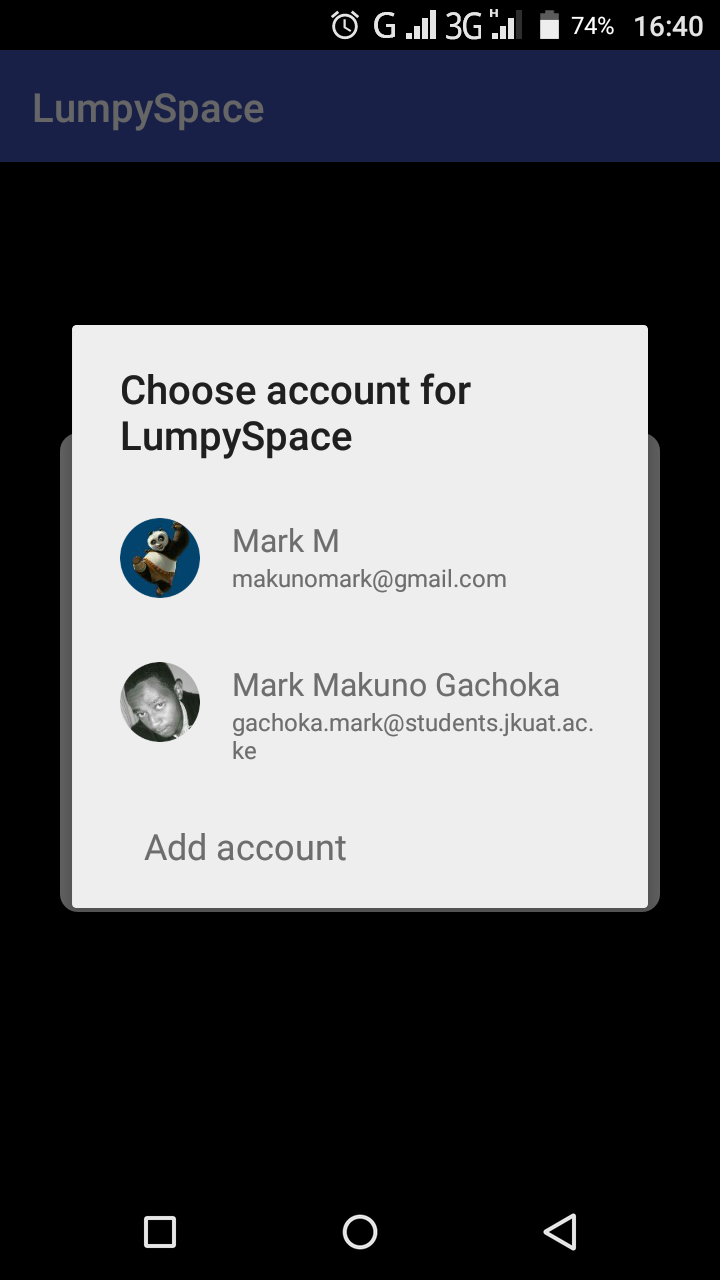 G 3G H 74% 16:40
LumpySpace
Choose account for
LumpySpace
Mark M
makunomark@gmail.com
Mark Makuno Gachoka
gachoka.mark@students.jkuat.ac.
ke
Add account